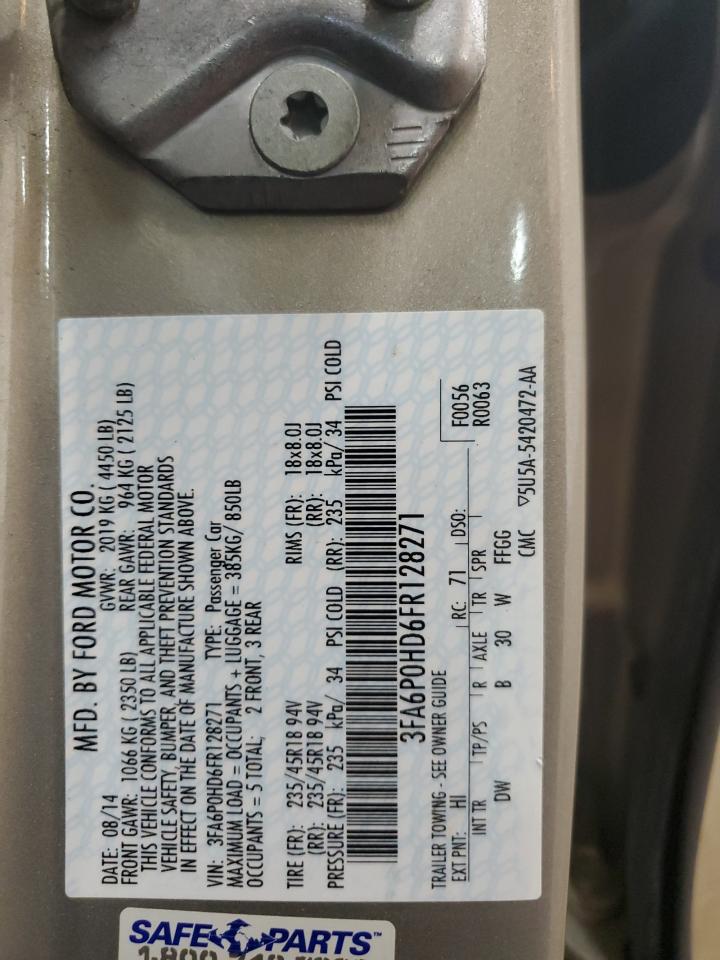 MFD. BY FORD MOTOR CO.
DATE: 08/14 GVWR: 2019 KG ( 4450 LB)
FRONT GAWR: 1066 KG ( 2350 LB) REAR GAWR: 964 KG ( 2125 LB)
THIS VEHICLE CONFORMS TO ALL APPLICABLE FEDERAL MOTOR
VEHICLE SAFETY, BUMPER, AND THEFT PREVENTION STANDARDS
IN EFFECT ON THE DATE OF MANUFACTURE SHOWN ABOVE.
VIN: 3FA6P0HD6FR128271 TYPE: Passenger Car
MAXIMUM LOAD = OCCUPANTS + LUGGAGE = 385KG/ 850LB
OCCUPANTS = 5 TOTAL; 2 FRONT, 3 REAR
TIRE (FR): 235/45R18 94V RIMS (FR): 18x8.0J
(RR): 235/45R18 94V (RR): 18x8.0J
PRESSURE (FR): 235 kPa/ 34 PSI COLD (RR): 235 kPa/ 34 PSI COLD
3FA6P0HD6FR128271
TRAILER TOWING - SEE OWNER GUIDE F0056
EXT PNT: HI RC: 71 DSO: R0063
INT TR TP/PS R AXLE TR SPR
DW B 30 W FFGG
CMC ▽5U5A-5420472-AA
SAFE PARTS™